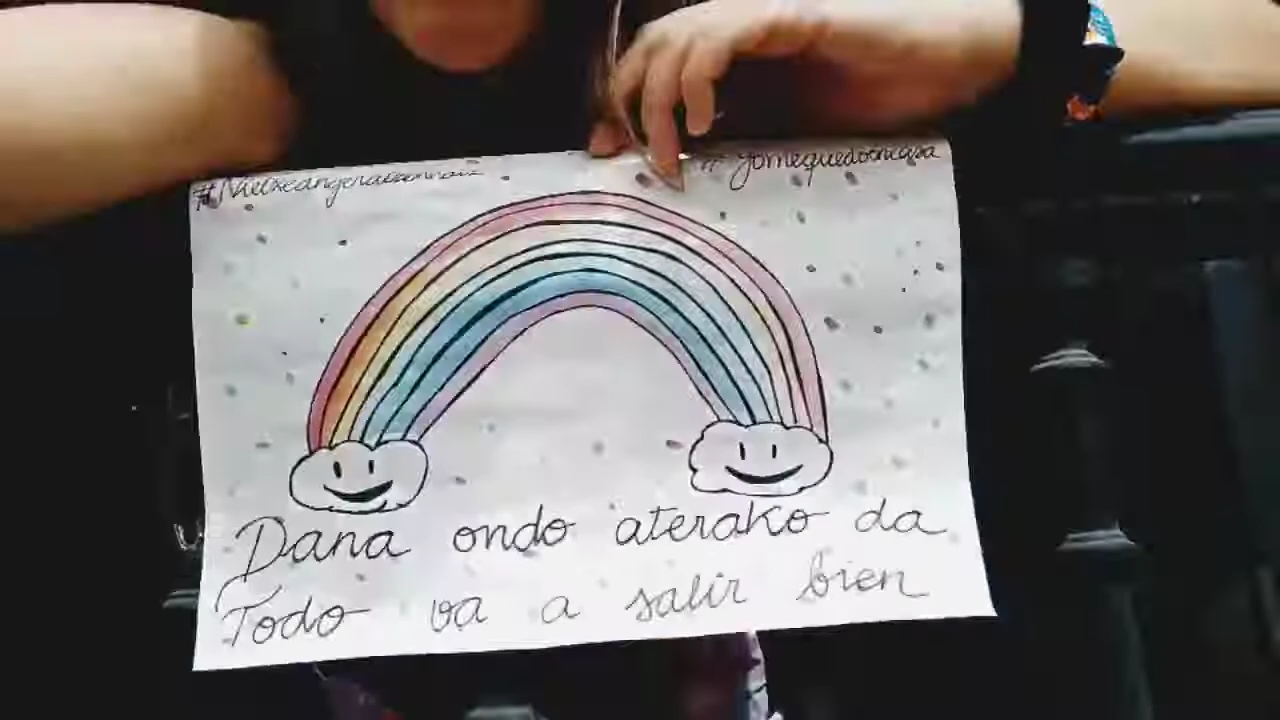 #yomequedoencasa
Dana ondo aterako da
Todo va a salir bien